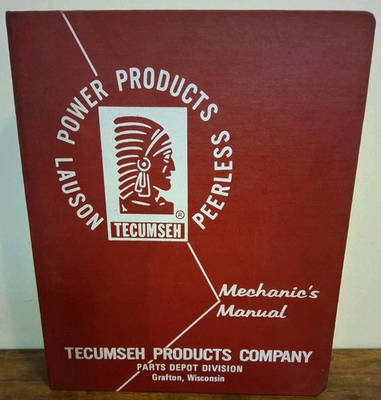 LAUSON POWER PRODUCTS PEERLESS
®
TECUMSEH
Mechanic's
Manual
TECUMSEH PRODUCTS COMPANY
PARTS DEPOT DIVISION
Grafton, Wisconsin